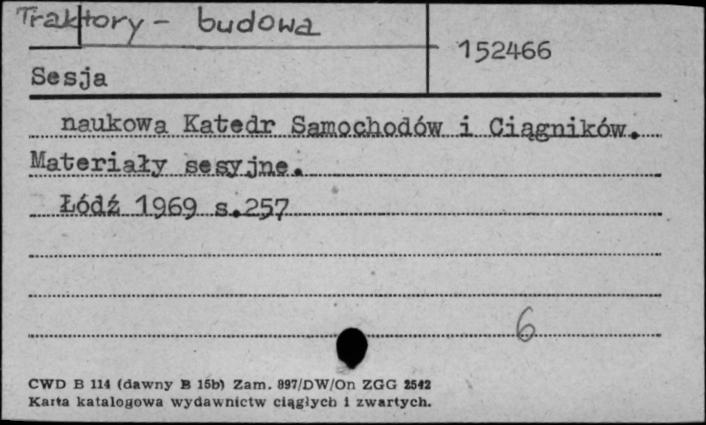 Traktory - budowa
152466
Sesja
naukowa Katedr Samochodów i Ciągników.
Materiały sesyjne.
Łódź 1969 s.257
6
CWD B 114 (dawny B 15b) Zam. 897/DW/On ZGG 2542
Karta katalogowa wydawnictw ciągłych i zwartych.